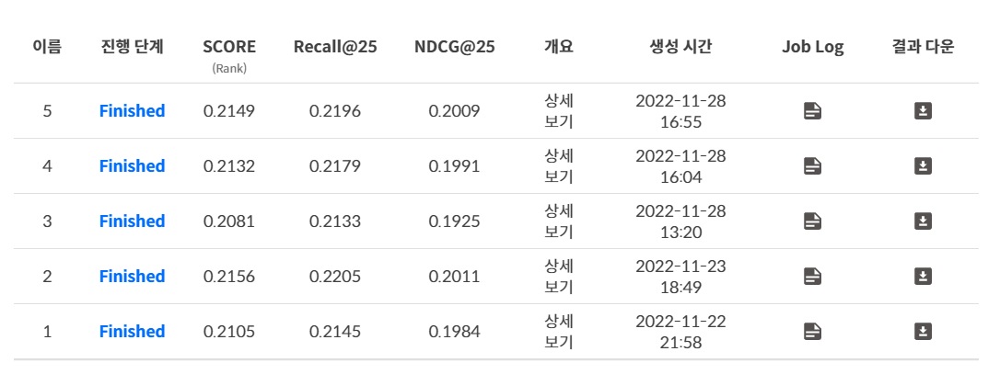 이름 진행 단계 SCORE Recall@25 NDCG@25 개요 생성 시간 Job Log 결과 다운
(Rank)
5 Finished 0.2149 0.2196 0.2009 상세 보기 2022-11-28 16:55
4 Finished 0.2132 0.2179 0.1991 상세 보기 2022-11-28 16:04
3 Finished 0.2081 0.2133 0.1925 상세 보기 2022-11-28 13:20
2 Finished 0.2156 0.2205 0.2011 상세 보기 2022-11-23 18:49
1 Finished 0.2105 0.2145 0.1984 상세 보기 2022-11-22 21:58